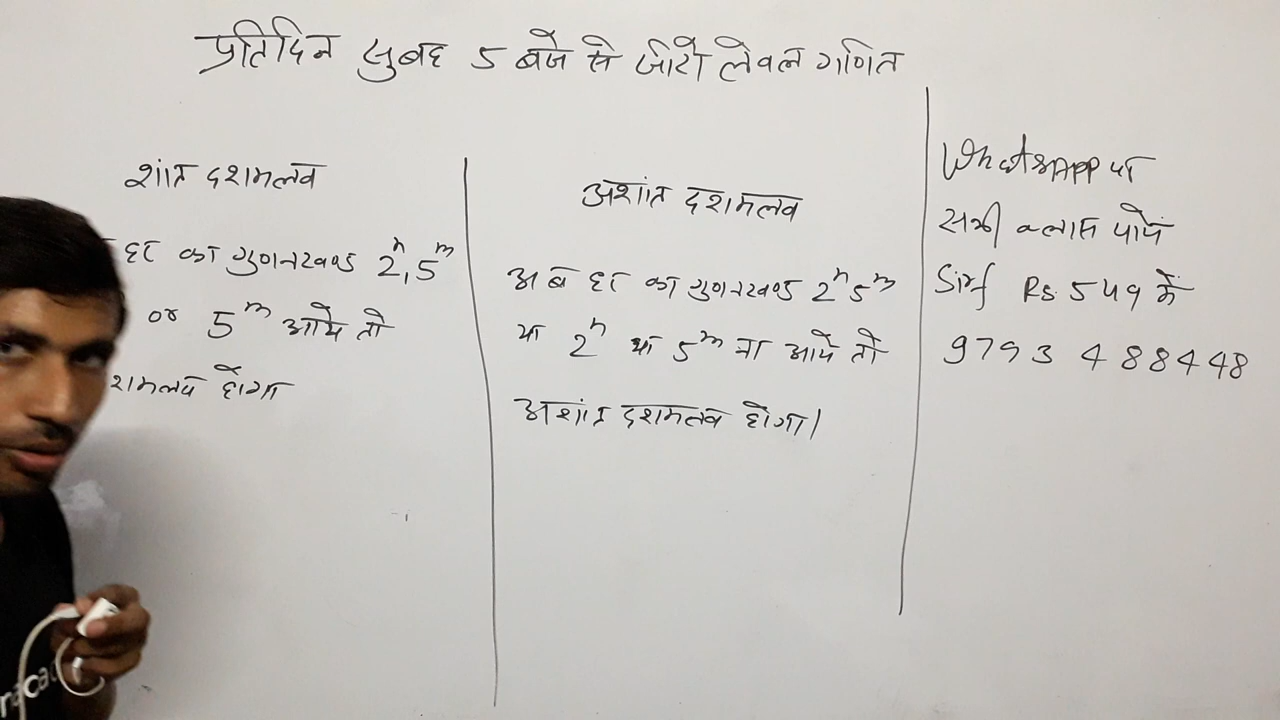 प्रतिदिन सुबह 5 बजे से जीरो लेवल गणित
शांत दशमलव
हर का गुणनखण्ड 2ⁿ, 5ᵐ
or 5ᵐ आये तो
शमलव होगा
अशांत दशमलव
अब हर का गुणनखण्ड 2ⁿ 5ᵐ
या 2ⁿ या 5ᵐ ना आये तो
अशांत दशमलव होगा।
WhatsApp पर
सभी क्लास पायें
Sirf Rs. 549 में
9793 488448